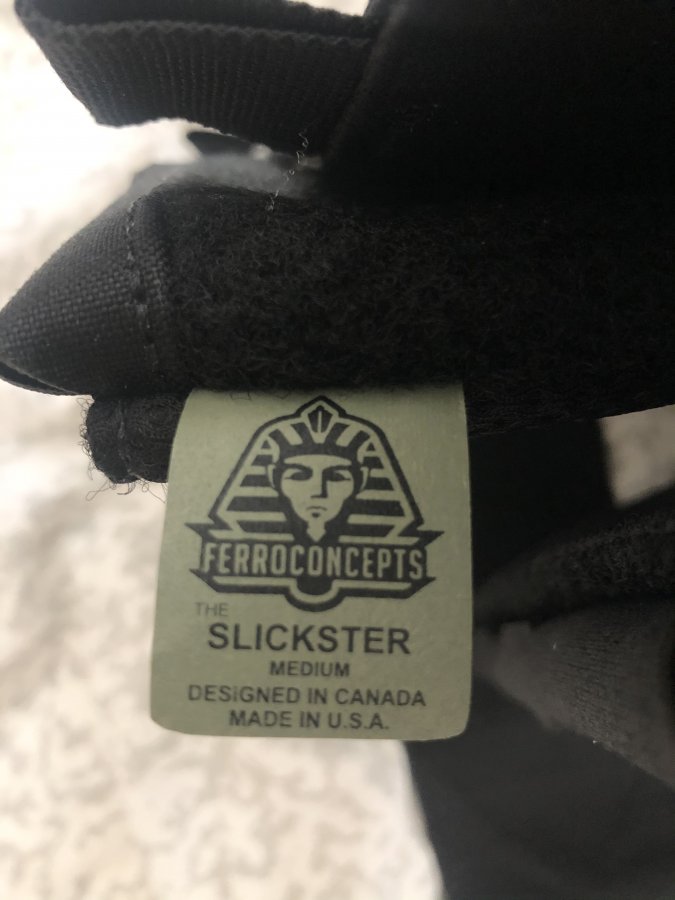 FERROCONCEPTS
THE
SLICKSTER
MEDIUM
DESIGNED IN CANADA
MADE IN U.S.A.